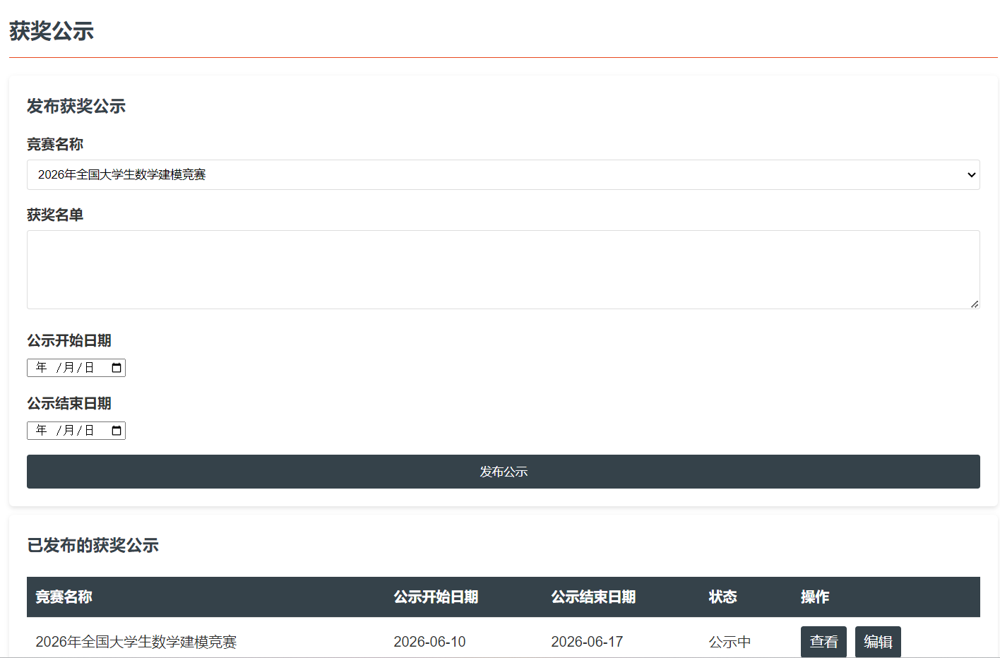 获奖公示
发布获奖公示
竞赛名称
2026年全国大学生数学建模竞赛
获奖名单
公示开始日期
年 /月/日
公示结束日期
年 /月/日
发布公示
已发布的获奖公示
竞赛名称 公示开始日期 公示结束日期 状态 操作
2026年全国大学生数学建模竞赛 2026-06-10 2026-06-17 公示中 查看 编辑